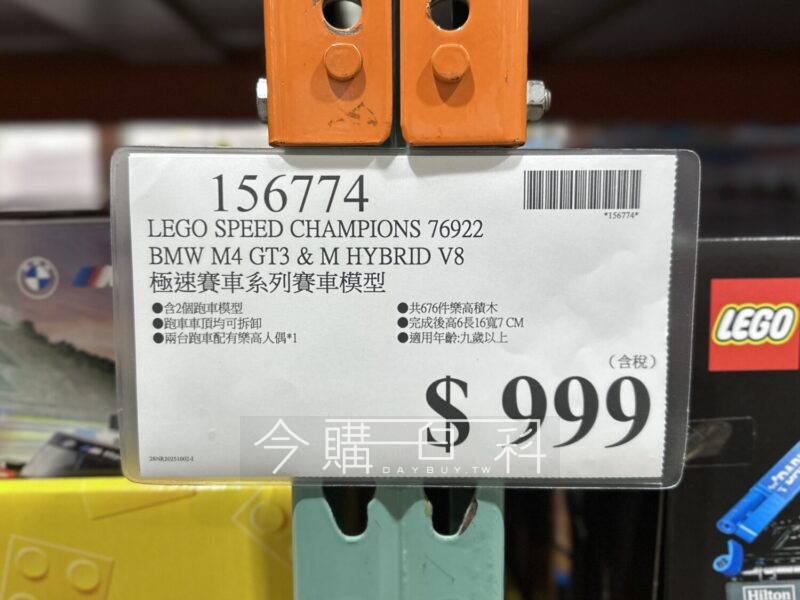 156774
*156774*
LEGO SPEED CHAMPIONS 76922
BMW M4 GT3 & M HYBRID V8
極速賽車系列賽車模型
●含2個跑車模型
●跑車車頂均可拆卸
●兩台跑車配有樂高人偶*1
●共676件樂高積木
●完成後高6長16寬7 CM
●適用年齡:九歲以上
(含稅)
$ 999
28NR20251002-I
今購百科
DAYBUY.TW
BMW
M
LEGO
Hilton